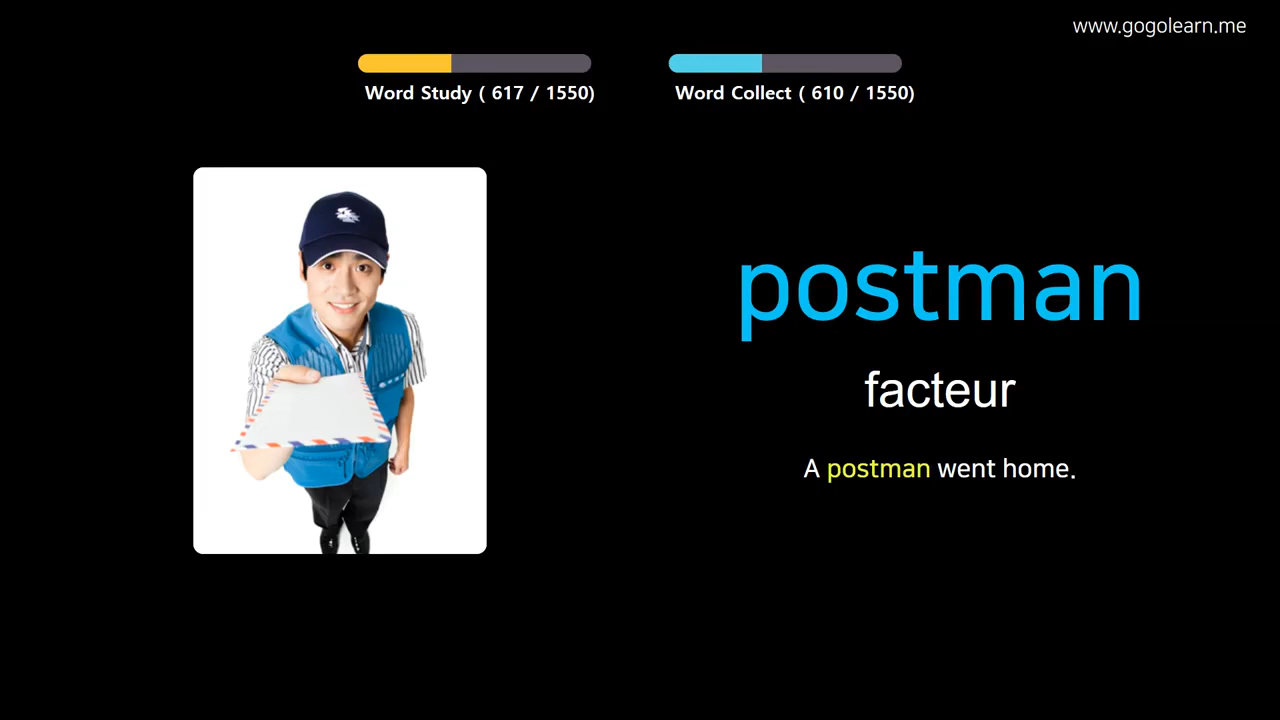 www.gogolearn.me
Word Study ( 617 / 1550)
Word Collect ( 610 / 1550)
postman
facteur
A postman went home.